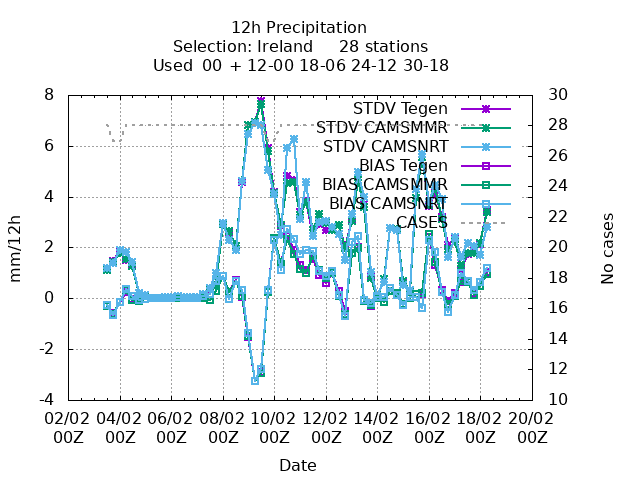 12h Precipitation
Selection: Ireland 28 stations
Used 00 + 12-00 18-06 24-12 30-18
8
6
4
2
0
-2
-4
mm/12h
30
28
26
24
22
20
18
16
14
12
10
No cases
STDV Tegen
STDV CAMSMMR
STDV CAMSNRT
BIAS Tegen
BIAS CAMSMMR
BIAS CAMSNRT
CASES
02/02 04/02 06/02 08/02 10/02 12/02 14/02 16/02 18/02 20/02
00Z 00Z 00Z 00Z 00Z 00Z 00Z 00Z 00Z 00Z
Date